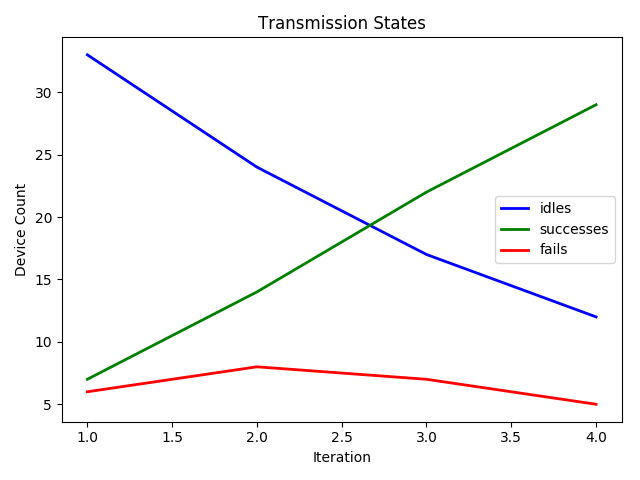 Transmission States
Device Count
30
25
20
15
10
5
idles
successes
fails
1.0 1.5 2.0 2.5 3.0 3.5 4.0
Iteration